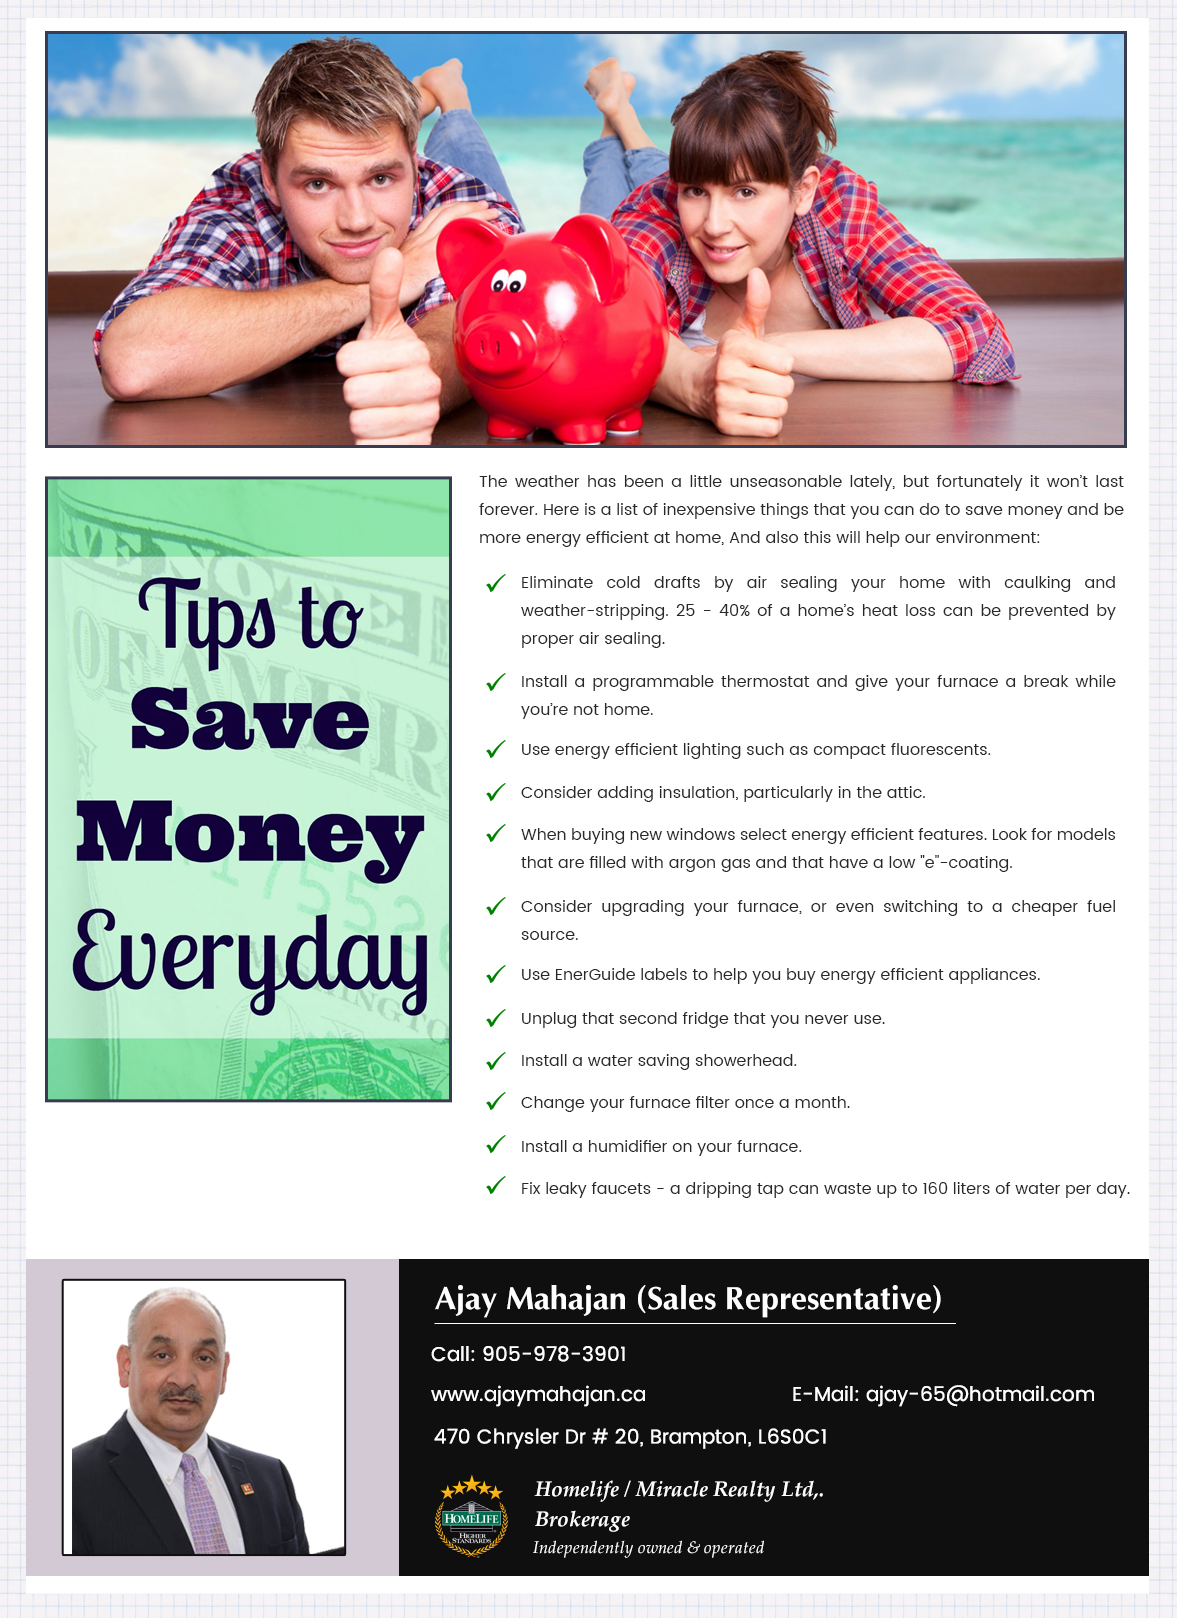 Tips to
Save
Money
Everyday
The weather has been a little unseasonable lately, but fortunately it won't last
forever. Here is a list of inexpensive things that you can do to save money and be
more energy efficient at home, And also this will help our environment:
Eliminate cold drafts by air sealing your home with caulking and
weather-stripping. 25 - 40% of a home's heat loss can be prevented by
proper air sealing.
Install a programmable thermostat and give your furnace a break while
you're not home.
Use energy efficient lighting such as compact fluorescents.
Consider adding insulation, particularly in the attic.
When buying new windows select energy efficient features. Look for models
that are filled with argon gas and that have a low "e"-coating.
Consider upgrading your furnace, or even switching to a cheaper fuel
source.
Use EnerGuide labels to help you buy energy efficient appliances.
Unplug that second fridge that you never use.
Install a water saving showerhead.
Change your furnace filter once a month.
Install a humidifier on your furnace.
Fix leaky faucets - a dripping tap can waste up to 160 liters of water per day.
Ajay Mahajan (Sales Representative)
Call: 905-978-3901
www.ajaymahajan.ca E-Mail: ajay-65@hotmail.com
470 Chrysler Dr # 20, Brampton, L6S0C1
HOMELIFE
HIGHER
STANDARDS
Homelife / Miracle Realty Ltd,.
Brokerage
Independently owned & operated